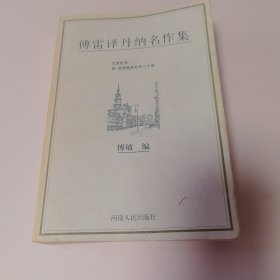 傅雷译丹纳名作集
艺术哲学
附：世界美术名作二十讲
傅敏 编
河南人民出版社